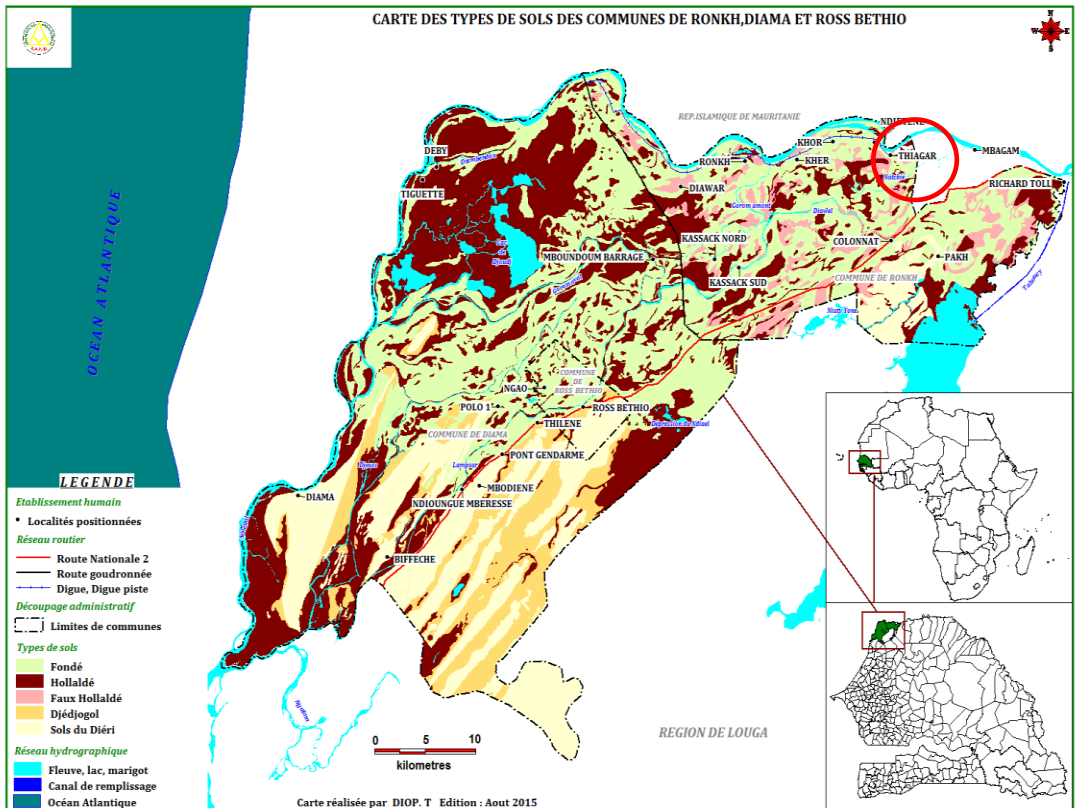 CARTE DES TYPES DE SOLS DES COMMUNES DE RONKH,DIAMA ET ROSS BETHIO
N
W
E
S
REP.ISLAMIQUE DE MAURITANIE
KHOR
THIAGAR
MBAGAM
RONKH
KHER
DEBY
DIAWAR
RICHARD TOLL
TIGUETTE
Gorom amont
KASSACK NORD
COLONNAT
MBOUNDOUM BARRAGE
PAKH
KASSACK SUD
COMMUNE DE RONKH
OCEAN ATLANTIQUE
COMMUNE
DE
ROSS BETHIO
NGAO
POLO 1
ROSS BETHIO
THILENE
Dépression du Ndiael
COMMUNE DE DIAMA
PONT GENDARME
Lampsar
DIAMA
MBODIENE
NDIOUNGUE MBERESSE
BIFFECHE
REGION DE LOUGA
LEGENDE
Etablissement humain
Localités positionnées
Réseau routier
Route Nationale 2
Route goudronnée
Digue, Digue piste
Découpage administratif
Limites de communes
Types de sols
Fondé
Hollaldé
Faux Hollaldé
Djédjogol
Sols du Diéri
Réseau hydrographique
Fleuve, lac, marigot
Canal de remplissage
Océan Atlantique
0 5 10
kilometres
Carte réalisée par DIOP. T Edition : Aout 2015